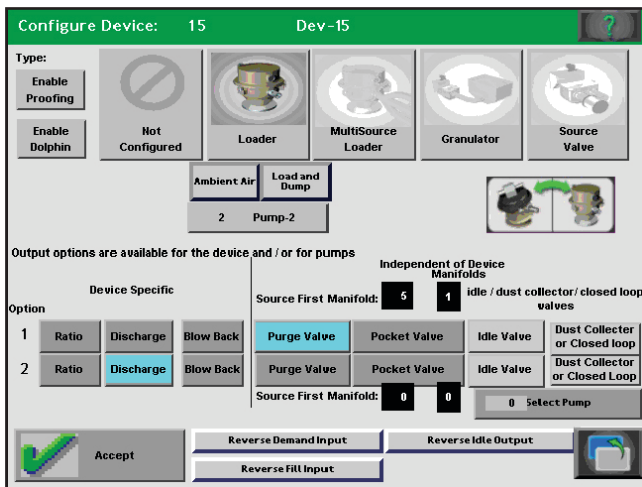 Configure Device: 15 Dev-15
?
Type:
Enable Proofing
Enable Dolphin
Not Configured
Loader
MultiSource Loader
Granulator
Source Valve
Ambient Air
Load and Dump
2 Pump-2
Output options are available for the device and / or for pumps
Independent of Device
Manifolds
Device Specific
Source First Manifold: 5 1 idle / dust collector/ closed loop valves
Option
1 Ratio Discharge Blow Back Purge Valve Pocket Valve Idle Valve Dust Collecter or Closed loop
2 Ratio Discharge Blow Back Purge Valve Pocket Valve Idle Valve Dust Collector or Closed Loop
Source First Manifold: 0 0
0 Select Pump
Accept
Reverse Demand Input
Reverse Idle Output
Reverse Fill Input